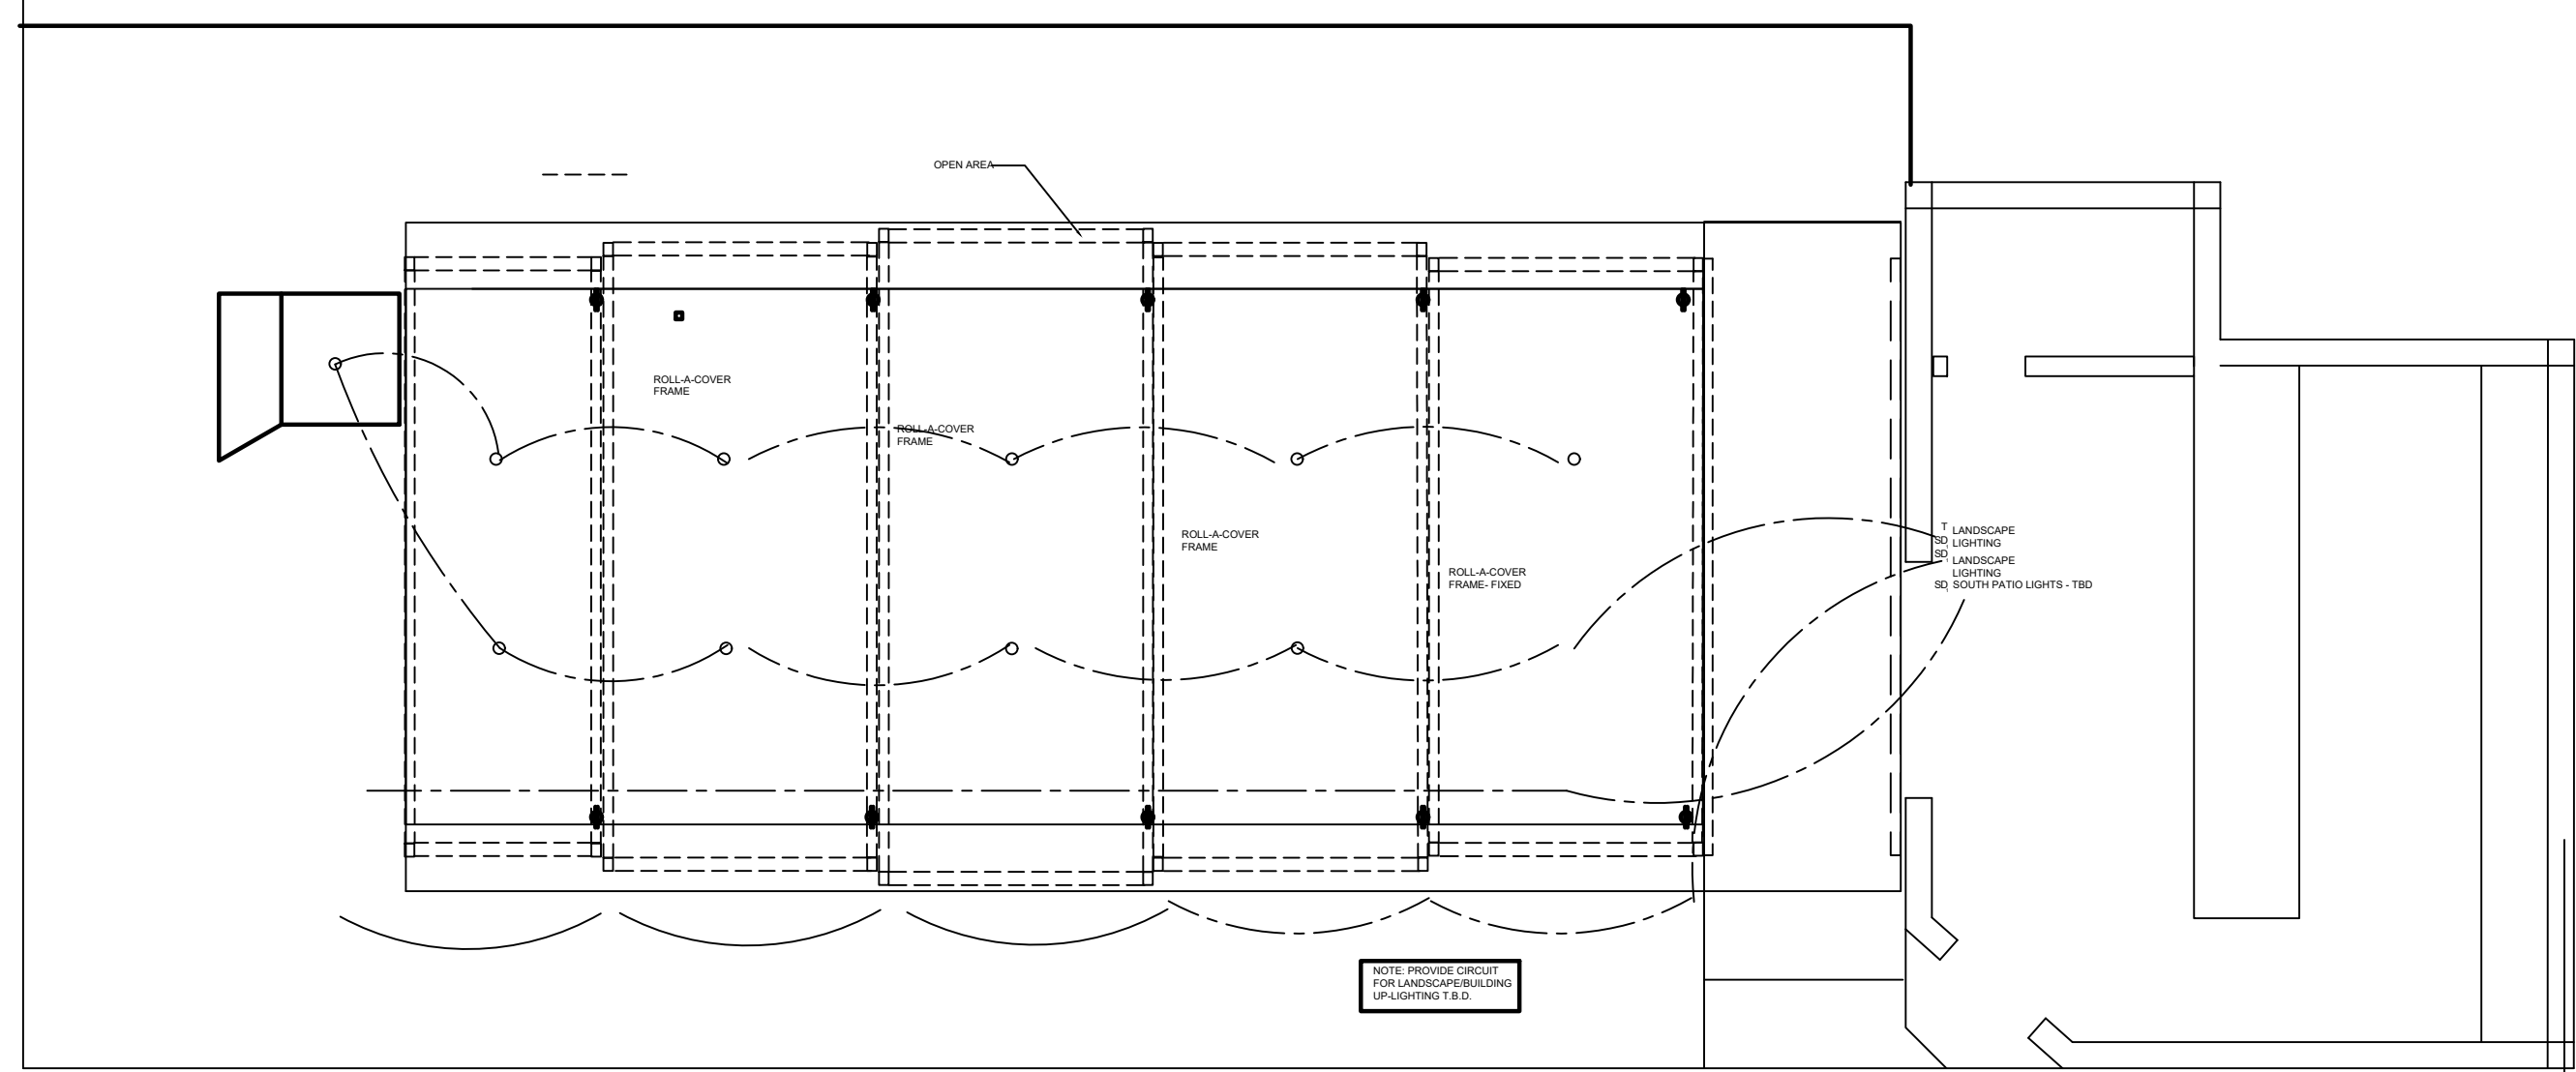 OPEN AREA
ROLL-A-COVER
FRAME
ROLL-A-COVER
FRAME
ROLL-A-COVER
FRAME
ROLL-A-COVER
FRAME- FIXED
T
SD
SD
SD
LANDSCAPE
LIGHTING
LANDSCAPE
LIGHTING
SOUTH PATIO LIGHTS - TBD
NOTE: PROVIDE CIRCUIT
FOR LANDSCAPE/BUILDING
UP-LIGHTING T.B.D.